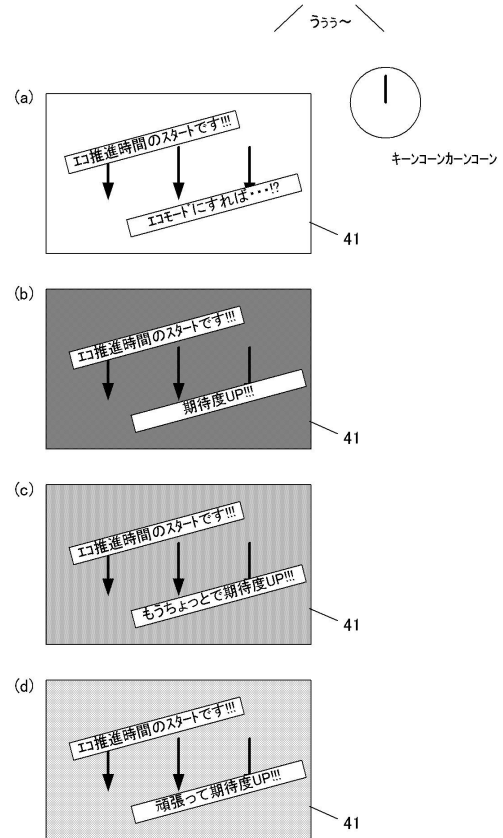 うぅぅ～
キーンコーンカーンコーン
(a)
エコ推進時間のスタートです!!!
エコモードにすれば・・・!?
41
(b)
エコ推進時間のスタートです!!!
期待度UP!!!
41
(c)
エコ推進時間のスタートです!!!
もうちょっとで期待度UP!!!
41
(d)
エコ推進時間のスタートです!!!
頑張って期待度UP!!!
41